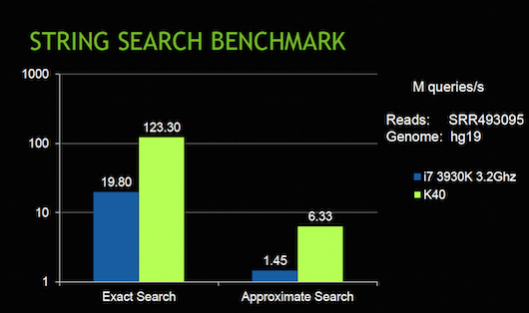 STRING SEARCH BENCHMARK
1000
M queries/s
123.30
Reads: SRR493095
100
Genome: hg19
19.80
i7 3930K 3.2Ghz
K40
10
6.33
1.45
1
Exact Search Approximate Search